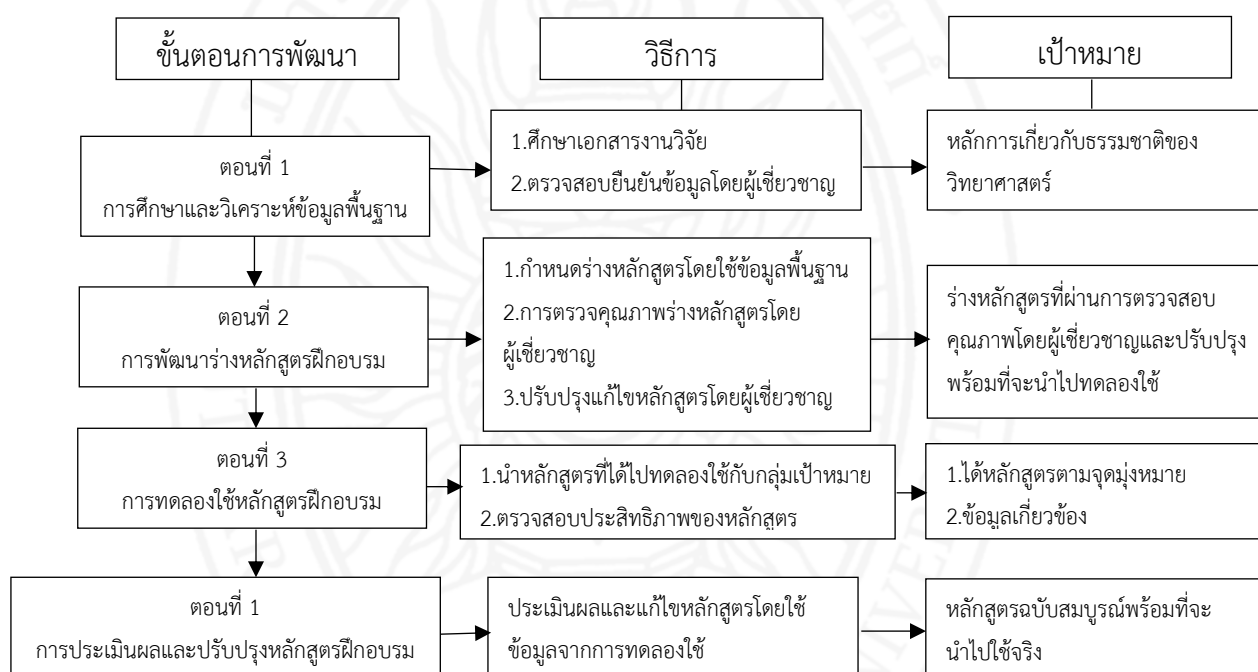 ขั้นตอนการพัฒนา
วิธีการ
เป้าหมาย
ตอนที่ 1
การศึกษาและวิเคราะห์ข้อมูลพื้นฐาน
1.ศึกษาเอกสารงานวิจัย
2.ตรวจสอบยืนยันข้อมูลโดยผู้เชี่ยวชาญ
หลักการเกี่ยวกับธรรมชาติของ
วิทยาศาสตร์
ตอนที่ 2
การพัฒนาร่างหลักสูตรฝึกอบรม
1.กำหนดร่างหลักสูตรโดยใช้ข้อมูลพื้นฐาน
2.การตรวจคุณภาพร่างหลักสูตรโดย
ผู้เชี่ยวชาญ
3.ปรับปรุงแก้ไขหลักสูตรโดยผู้เชี่ยวชาญ
ร่างหลักสูตรที่ผ่านการตรวจสอบ
คุณภาพโดยผู้เชี่ยวชาญและปรับปรุง
พร้อมที่จะนำไปทดลองใช้
ตอนที่ 3
การทดลองใช้หลักสูตรฝึกอบรม
1.นำหลักสูตรที่ได้ไปทดลองใช้กับกลุ่มเป้าหมาย
2.ตรวจสอบประสิทธิภาพของหลักสูตร
1.ได้หลักสูตรตามจุดมุ่งหมาย
2.ข้อมูลเกี่ยวข้อง
ตอนที่ 1
การประเมินผลและปรับปรุงหลักสูตรฝึกอบรม
ประเมินผลและแก้ไขหลักสูตรโดยใช้
ข้อมูลจากการทดลองใช้
หลักสูตรฉบับสมบูรณ์พร้อมที่จะ
นำไปใช้จริง